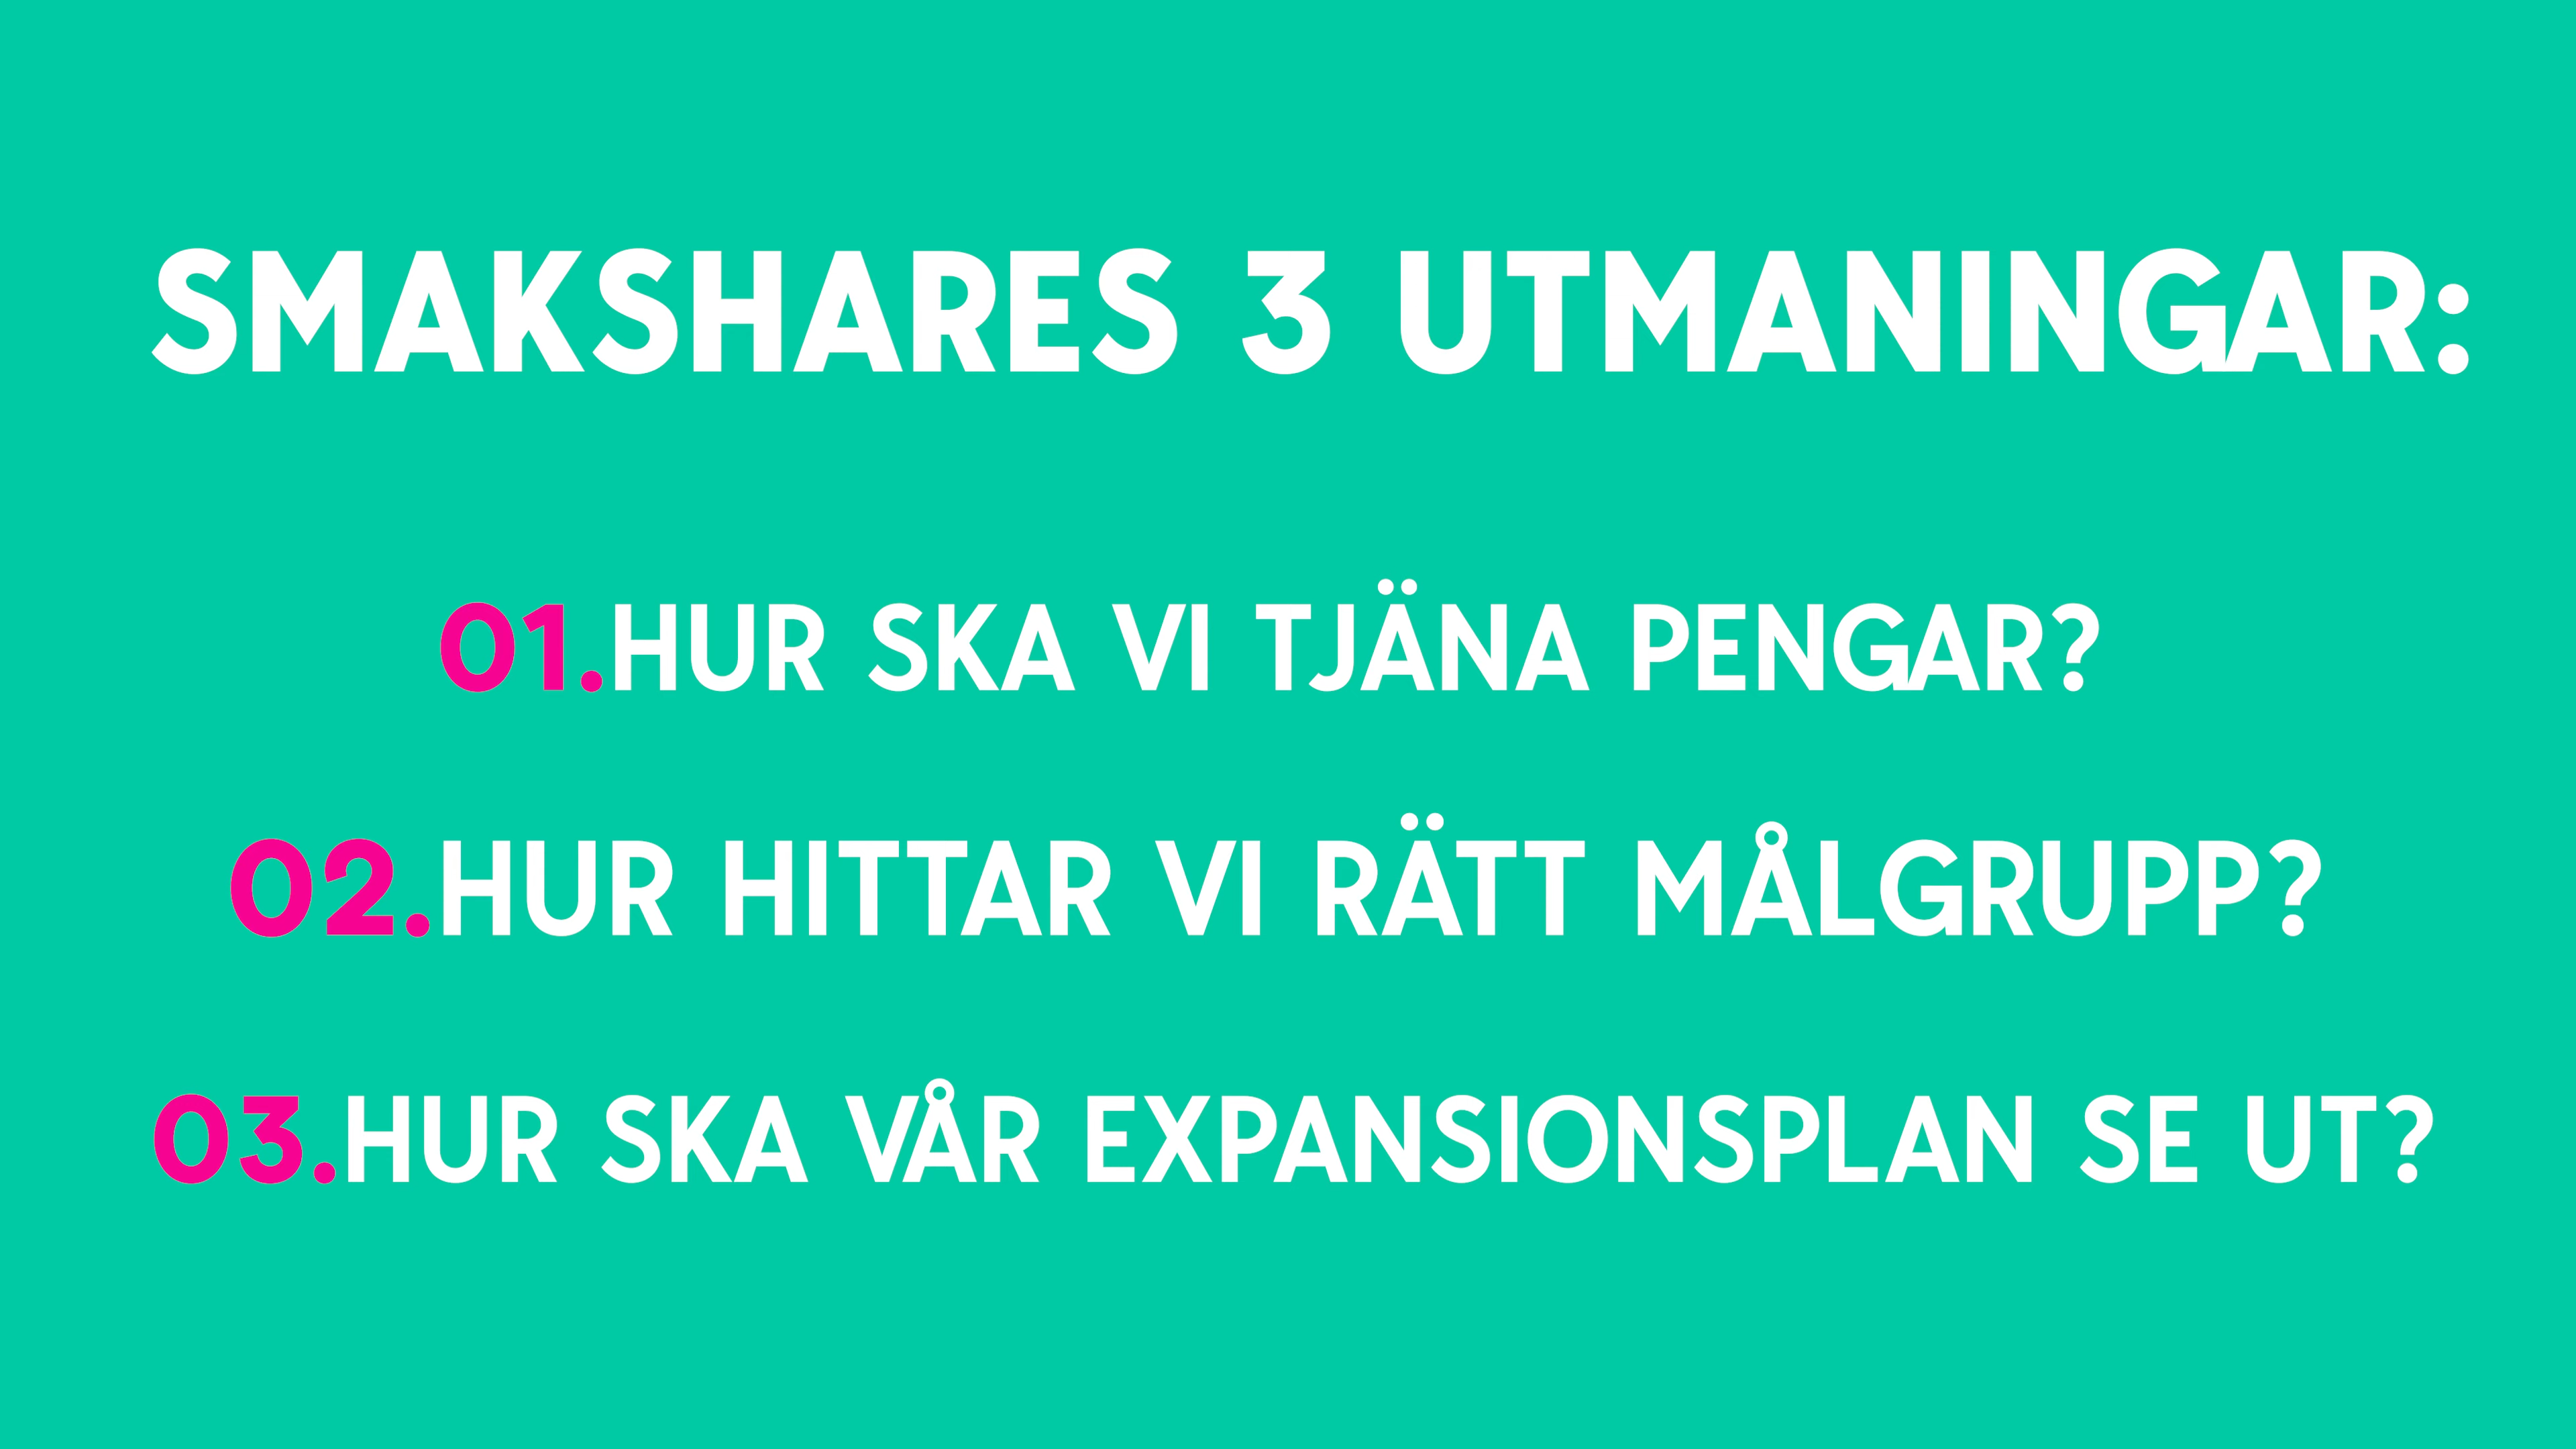 SMAKSHARES 3 UTMANINGAR:
01.HUR SKA VI TJÄNA PENGAR?
02.HUR HITTAR VI RÄTT MÅLGRUPP?
03.HUR SKA VÅR EXPANSIONSPLAN SE UT?